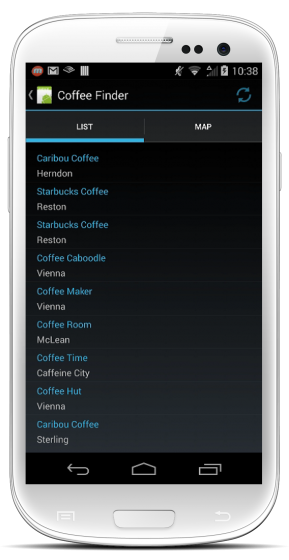 10:38
Coffee Finder
LIST
MAP
Caribou Coffee
Herndon
Starbucks Coffee
Reston
Starbucks Coffee
Reston
Coffee Caboodle
Vienna
Coffee Maker
Vienna
Coffee Room
McLean
Coffee Time
Caffeine City
Coffee Hut
Vienna
Caribou Coffee
Sterling